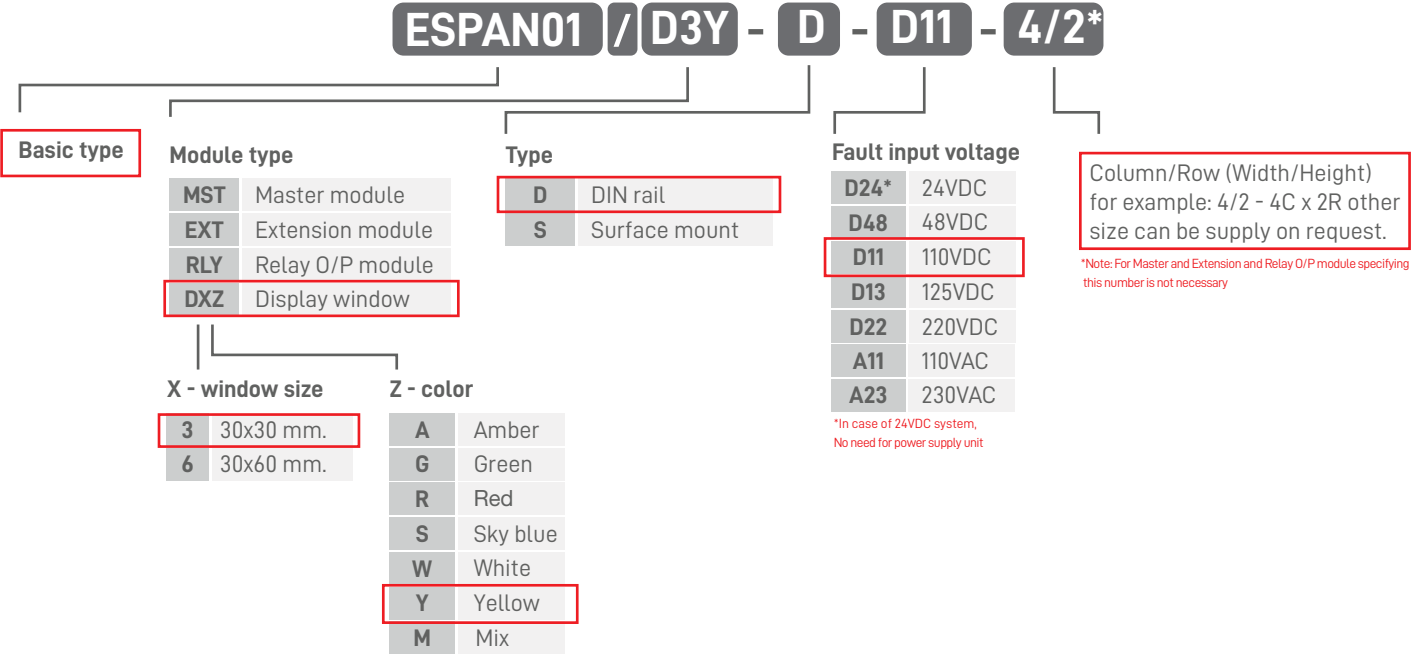 ESPAN01 / D3Y - D - D11 - 4/2*
Basic type
Module type
MST Master module
EXT Extension module
RLY Relay O/P module
DXZ Display window
X - window size
3 30x30 mm.
6 30x60 mm.
Z - color
A Amber
G Green
R Red
S Sky blue
W White
Y Yellow
M Mix
Type
D DIN rail
S Surface mount
Fault input voltage
D24* 24VDC
D48 48VDC
D11 110VDC
D13 125VDC
D22 220VDC
A11 110VAC
A23 230VAC
*In case of 24VDC system,
No need for power supply unit
Column/Row (Width/Height)
for example: 4/2 - 4C x 2R other
size can be supply on request.
*Note: For Master and Extension and Relay O/P module specifying
this number is not necessary